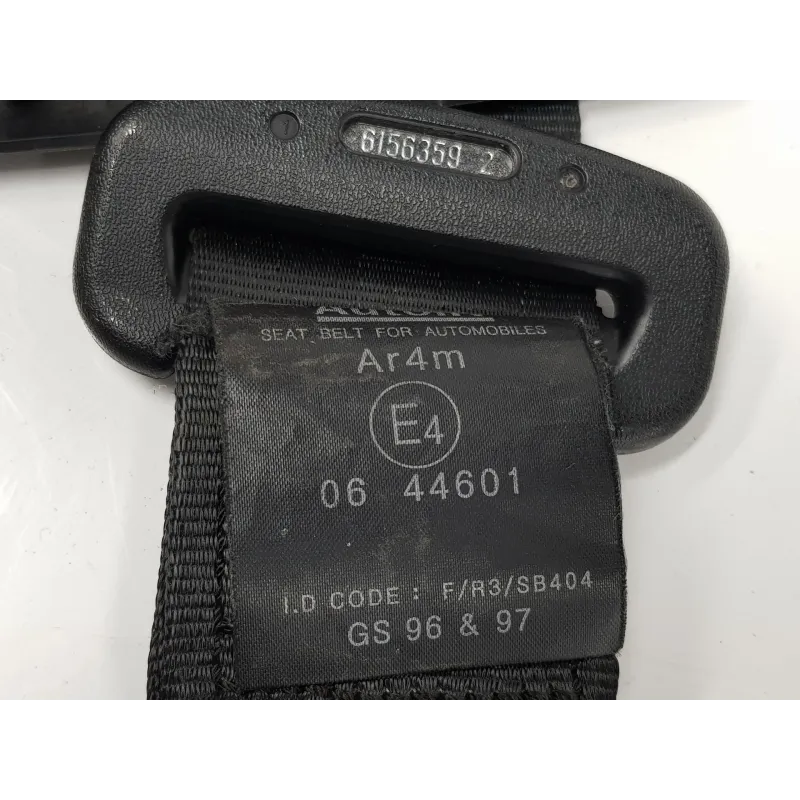 6156359 2
SEAT BELT FOR AUTOMOBILES
Ar4m
E4
06 44601
I.D CODE : F/R3/SB404
GS 96 & 97